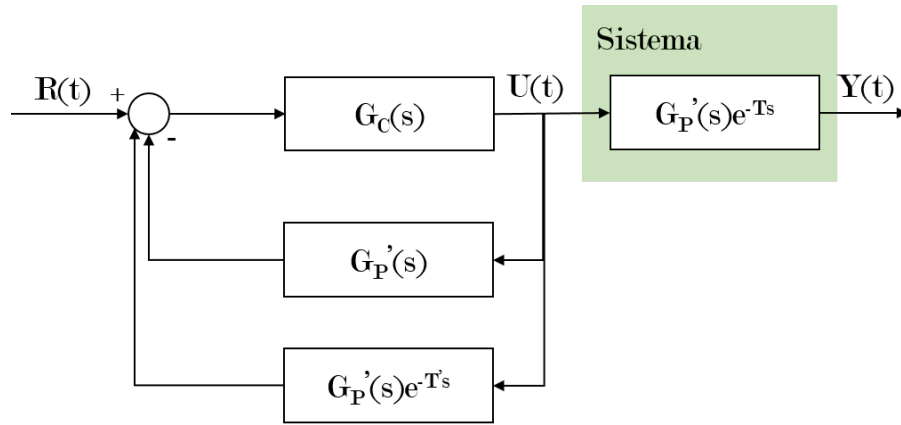 Sistema
R(t)
+
-
G_C(s)
U(t)
G_P'(s)e^-Ts
Y(t)
G_P'(s)
G_P'(s)e^-T's